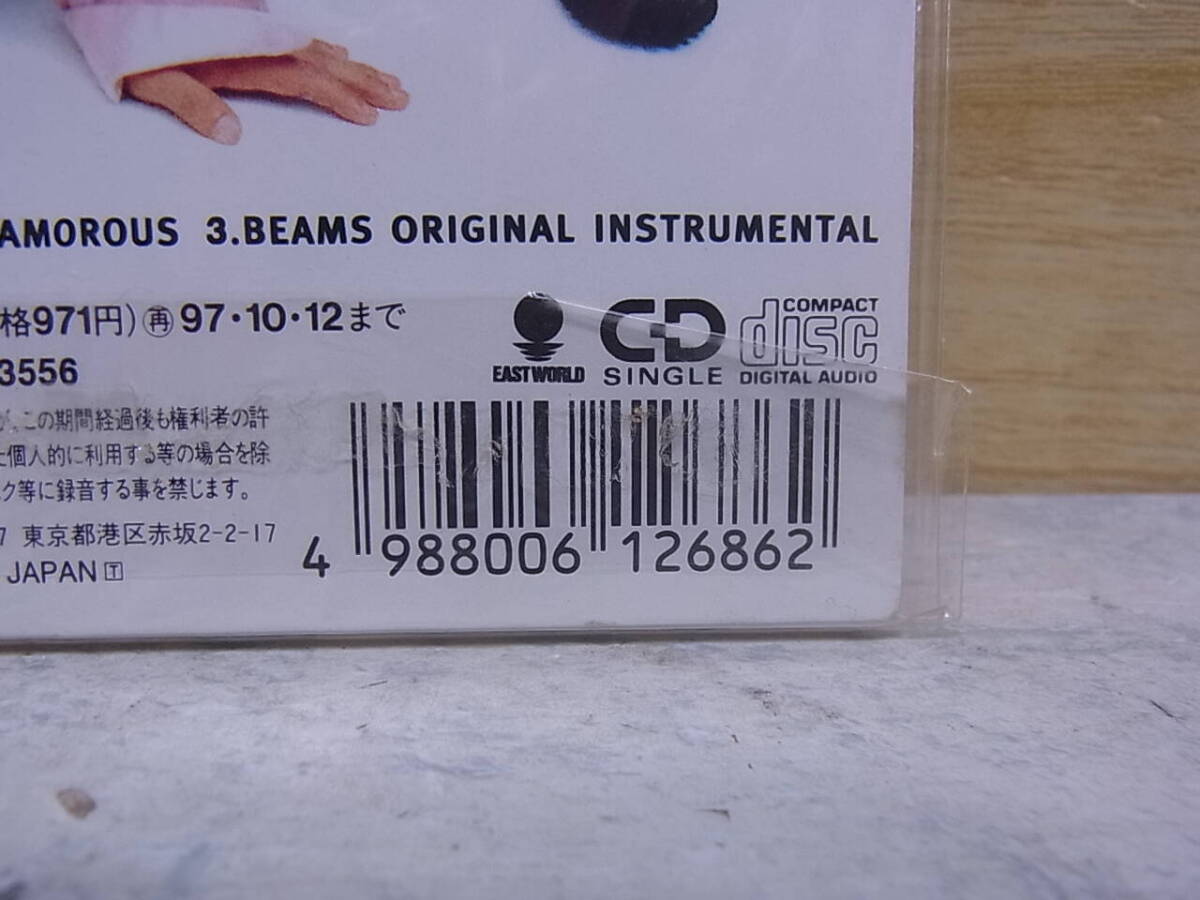 AMOROUS 3.BEAMS ORIGINAL INSTRUMENTAL
格971円) 再 97・10・12まで
3556
EASTWORLD
CD SINGLE
COMPACT disc DIGITAL AUDIO
が、この期間経過後も権利者の許
た個人的に利用する等の場合を除
ク等に録音する事を禁じます。
7 東京都港区赤坂2-2-17
JAPAN T
4 988006 126862